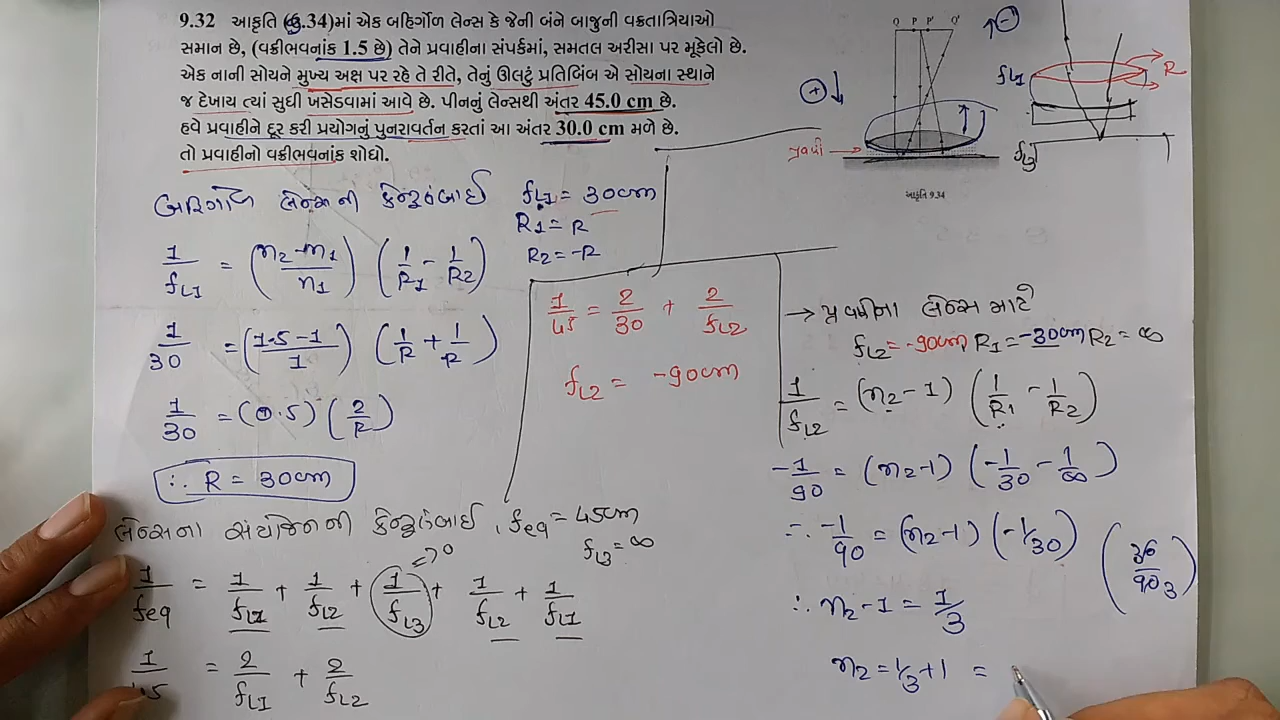 9.32 આકૃતિ (9.34)માં એક બહિર્ગોળ લેન્સ કે જેની બંને બાજુની વક્રતાત્રિજ્યાઓ
સમાન છે, (વક્રીભવનાંક 1.5 છે) તેને પ્રવાહીના સંપર્કમાં, સમતલ અરીસા પર મૂકેલો છે.
એક નાની સોયને મુખ્ય અક્ષ પર રહે તે રીતે, તેનું ઊલટું પ્રતિબિંબ એ સોયના સ્થાને
જ દેખાય ત્યાં સુધી ખસેડવામાં આવે છે. પીનનું લેન્સથી અંતર 45.0 cm છે.
હવે પ્રવાહીને દૂર કરી પ્રયોગનું પુનરાવર્તન કરતાં આ અંતર 30.0 cm મળે છે.
તો પ્રવાહીનો વક્રીભવનાંક શોધો.
Q P P' Q'
(-)
(+)
fL1
R
પ્રવાહી
fL3
આકૃતિ 9.34
બહિર્ગોળ લેન્સની કેન્દ્રલંબાઈ fL1 = 30cm
R1 = R
R2 = -R
1/fL1 = (n2-n1/n1) (1/R1 - 1/R2)
1/30 = (1.5-1/1) (1/R + 1/R)
1/30 = (0.5) (2/R)
∴ R = 30cm
લેન્સના સંયોજનની કેન્દ્રલંબાઈ, feq = 45cm
fL3 = ∞
1/feq = 1/fL1 + 1/fL2 + 1/fL3 + 1/fL2 + 1/fL1
=> 0
1/45 = 2/fL1 + 2/fL2
1/45 = 2/30 + 2/fL2
fL2 = -90cm
→ પ્રવાહીના લેન્સ માટે
fL2 = -90cm R1 = -30cm R2 = ∞
1/fL2 = (n2-1) (1/R1 - 1/R2)
-1/90 = (n2-1) (-1/30 - 1/∞)
∴ -1/90 = (n2-1) (-1/30)
∴ n2-1 = 1/3
n2 = 1/3+1 =